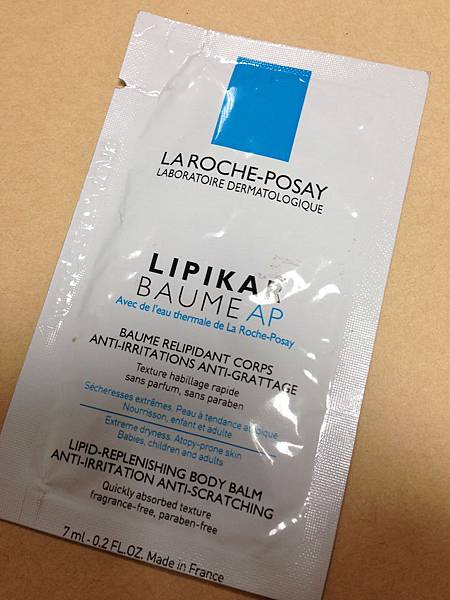 LA ROCHE-POSAY
LABORATOIRE DERMATOLOGIQUE
LIPIKAR
BAUME AP
Avec de l'eau thermale de La Roche-Posay
BAUME RELIPIDANT CORPS
ANTI-IRRITATIONS ANTI-GRATTAGE
Texture habillage rapide
sans parfum, sans paraben
Sécheresses extrêmes. Peau à tendance atopique
Nourrisson, enfant et adulte
Extreme dryness. Atopy-prone skin
Babies, children and adults
LIPID-REPLENISHING BODY BALM
ANTI-IRRITATION ANTI-SCRATCHING
Quickly absorbed texture
fragrance-free, paraben-free
7 ml - 0.2 FL.OZ. Made in France